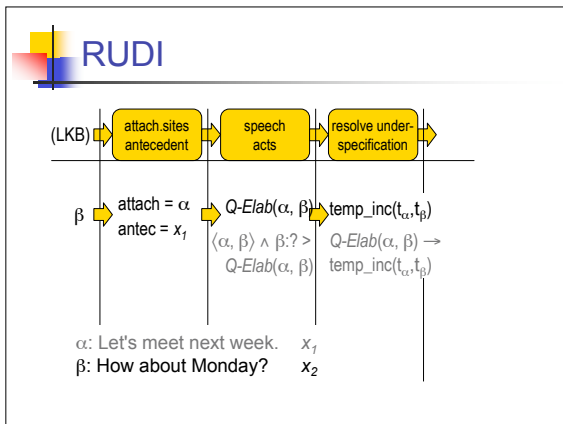 RUDI
(LKB) attach.sites antecedent speech acts resolve under-specification
β attach = α Q-Elab(α, β) temp_inc(tα,tβ)
antec = x1
⟨α, β⟩ ∧ β:? > Q-Elab(α, β) →
Q-Elab(α, β) temp_inc(tα,tβ)
α: Let's meet next week. x1
β: How about Monday? x2